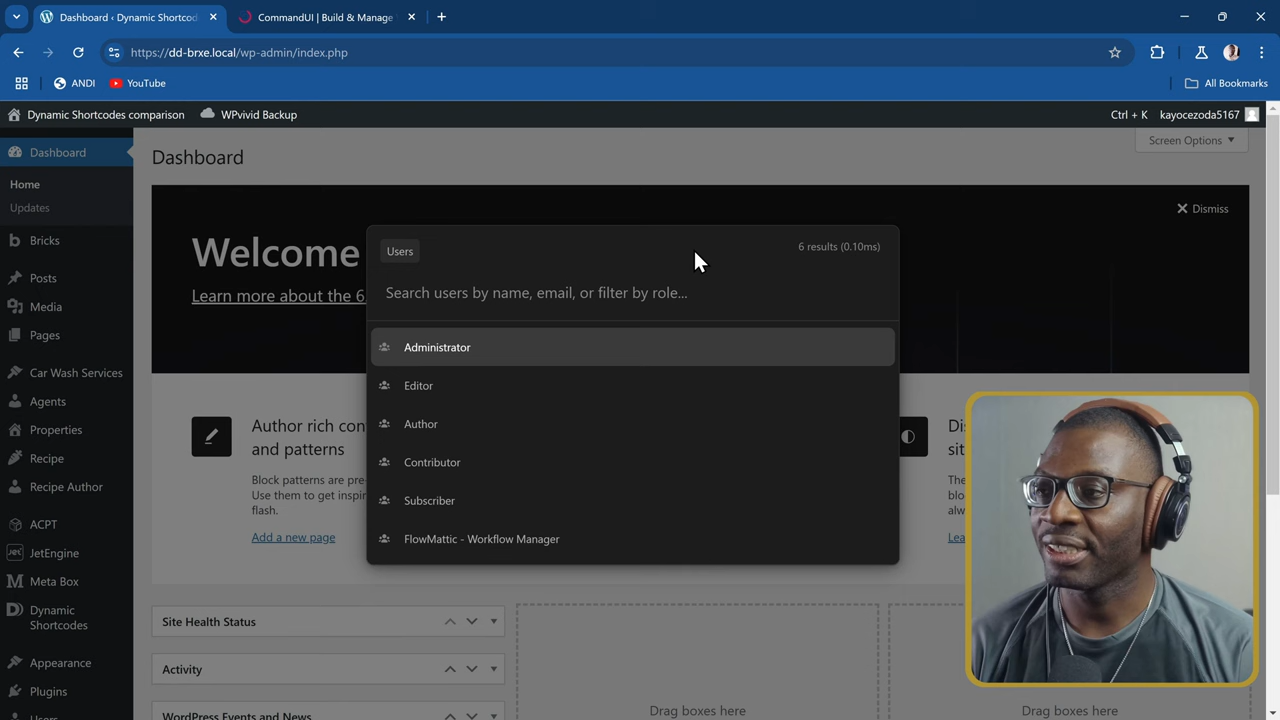 Dashboard ‹ Dynamic Shortcod
CommandUI | Build & Manage
https://dd-brxe.local/wp-admin/index.php
ANDI
YouTube
All Bookmarks
Dynamic Shortcodes comparison
WPvivid Backup
Ctrl + K
kayocezoda5167
Dashboard
Home
Updates
Bricks
Posts
Media
Pages
Car Wash Services
Agents
Properties
Recipe
Recipe Author
ACPT
JetEngine
Meta Box
Dynamic
Shortcodes
Appearance
Plugins
Users
Dashboard
Screen Options
Dismiss
Welcome
Learn more about the 6.
Users
6 results (0.10ms)
Search users by name, email, or filter by role...
Administrator
Editor
Author
Contributor
Subscriber
FlowMattic - Workflow Manager
Author rich con
and patterns
Block patterns are pre-
Use them to get inspir
flash.
Add a new page
Site Health Status
Activity
WordPress Events and News
Drag boxes here
Drag boxes here